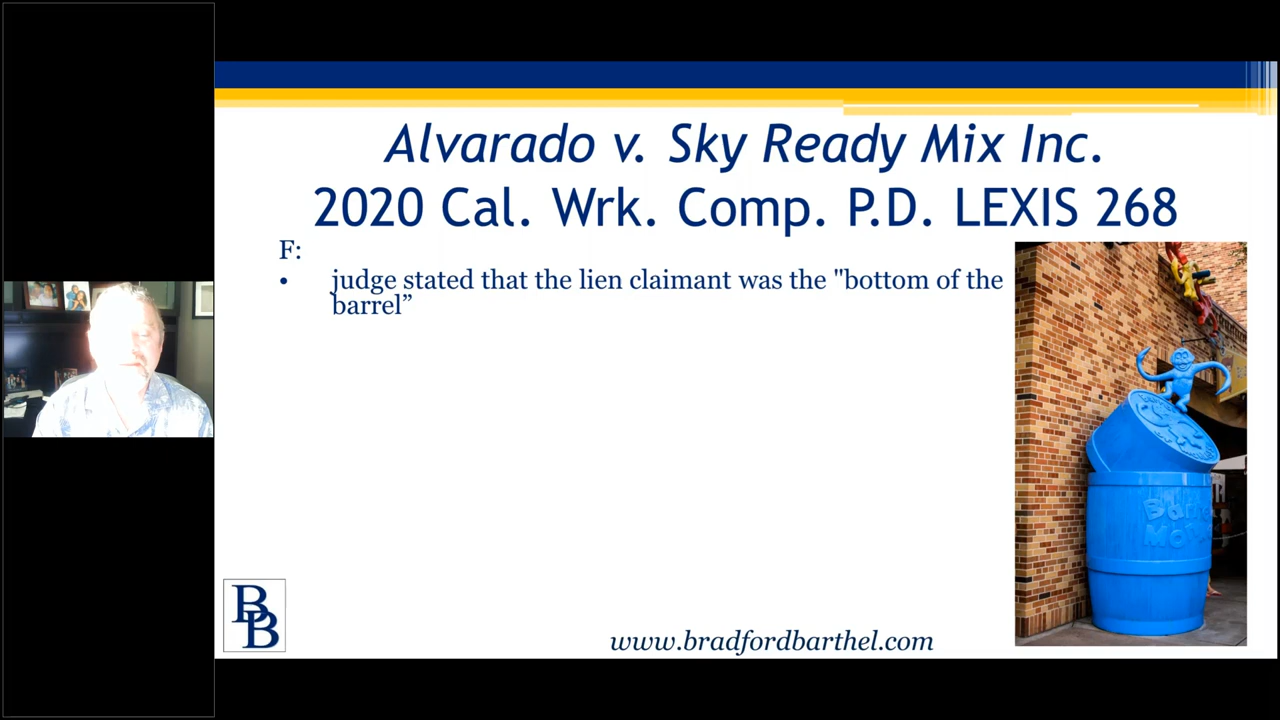 Alvarado v. Sky Ready Mix Inc.
2020 Cal. Wrk. Comp. P.D. LEXIS 268
F:
• judge stated that the lien claimant was the "bottom of the
barrel”
BB
www.bradfordbarthel.com